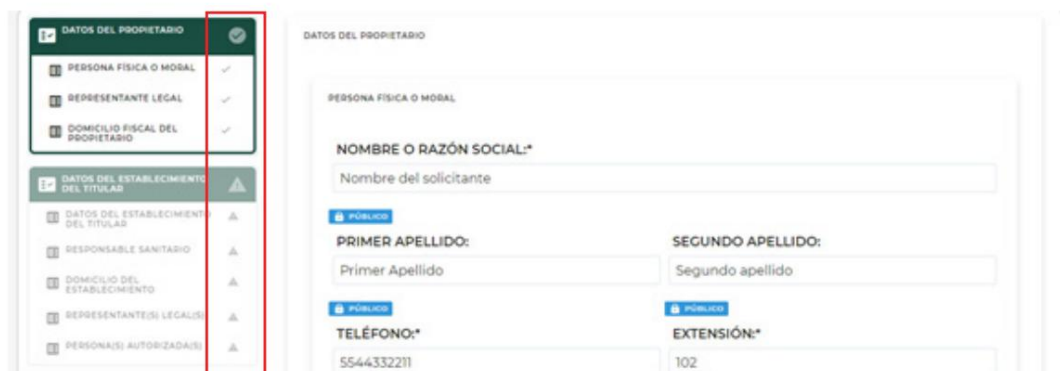 DATOS DEL PROPIETARIO
PERSONA FÍSICA O MORAL
REPRESENTANTE LEGAL
DOMICILIO FISCAL DEL
PROPIETARIO
DATOS DEL ESTABLECIMIENTO
DEL TITULAR
DATOS DEL ESTABLECIMIENTO
DEL TITULAR
RESPONSABLE SANITARIO
DOMICILIO DEL
ESTABLECIMIENTO
REPRESENTANTE(S) LEGAL(S)
PERSONA(S) AUTORIZADA(S)
DATOS DEL PROPIETARIO
PERSONA FÍSICA O MORAL
NOMBRE O RAZÓN SOCIAL:*
Nombre del solicitante
PÚBLICO
PRIMER APELLIDO:
SEGUNDO APELLIDO:
Primer Apellido
Segundo apellido
PÚBLICO
PÚBLICO
TELÉFONO:*
EXTENSIÓN:*
5544332211
102